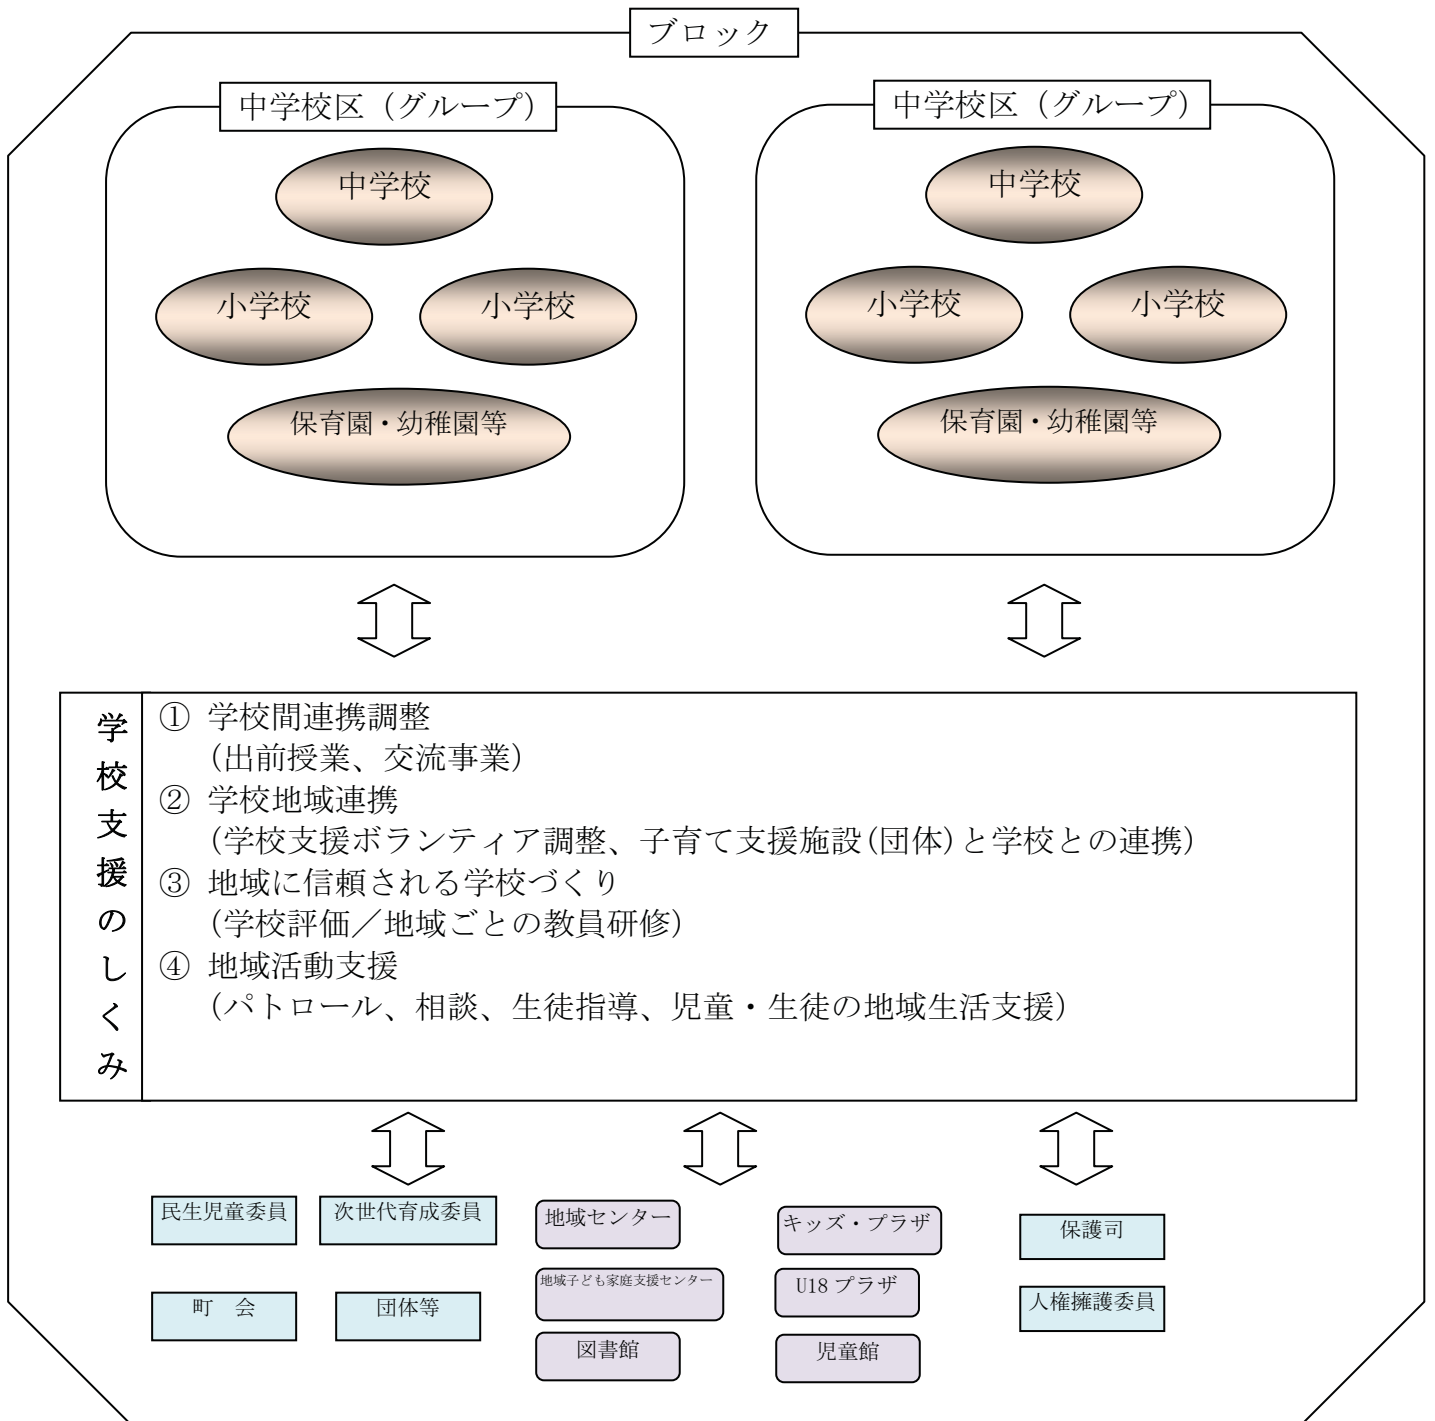 ブロック
中学校区（グループ）
中学校
小学校
小学校
保育園・幼稚園等
中学校区（グループ）
中学校
小学校
小学校
保育園・幼稚園等
学校支援のしくみ
① 学校間連携調整
（出前授業、交流事業）
② 学校地域連携
（学校支援ボランティア調整、子育て支援施設(団体)と学校との連携）
③ 地域に信頼される学校づくり
（学校評価／地域ごとの教員研修）
④ 地域活動支援
（パトロール、相談、生徒指導、児童・生徒の地域生活支援）
民生児童委員
次世代育成委員
町　会
団体等
地域センター
キッズ・プラザ
地域子ども家庭支援センター
U18 プラザ
図書館
児童館
保護司
人権擁護委員